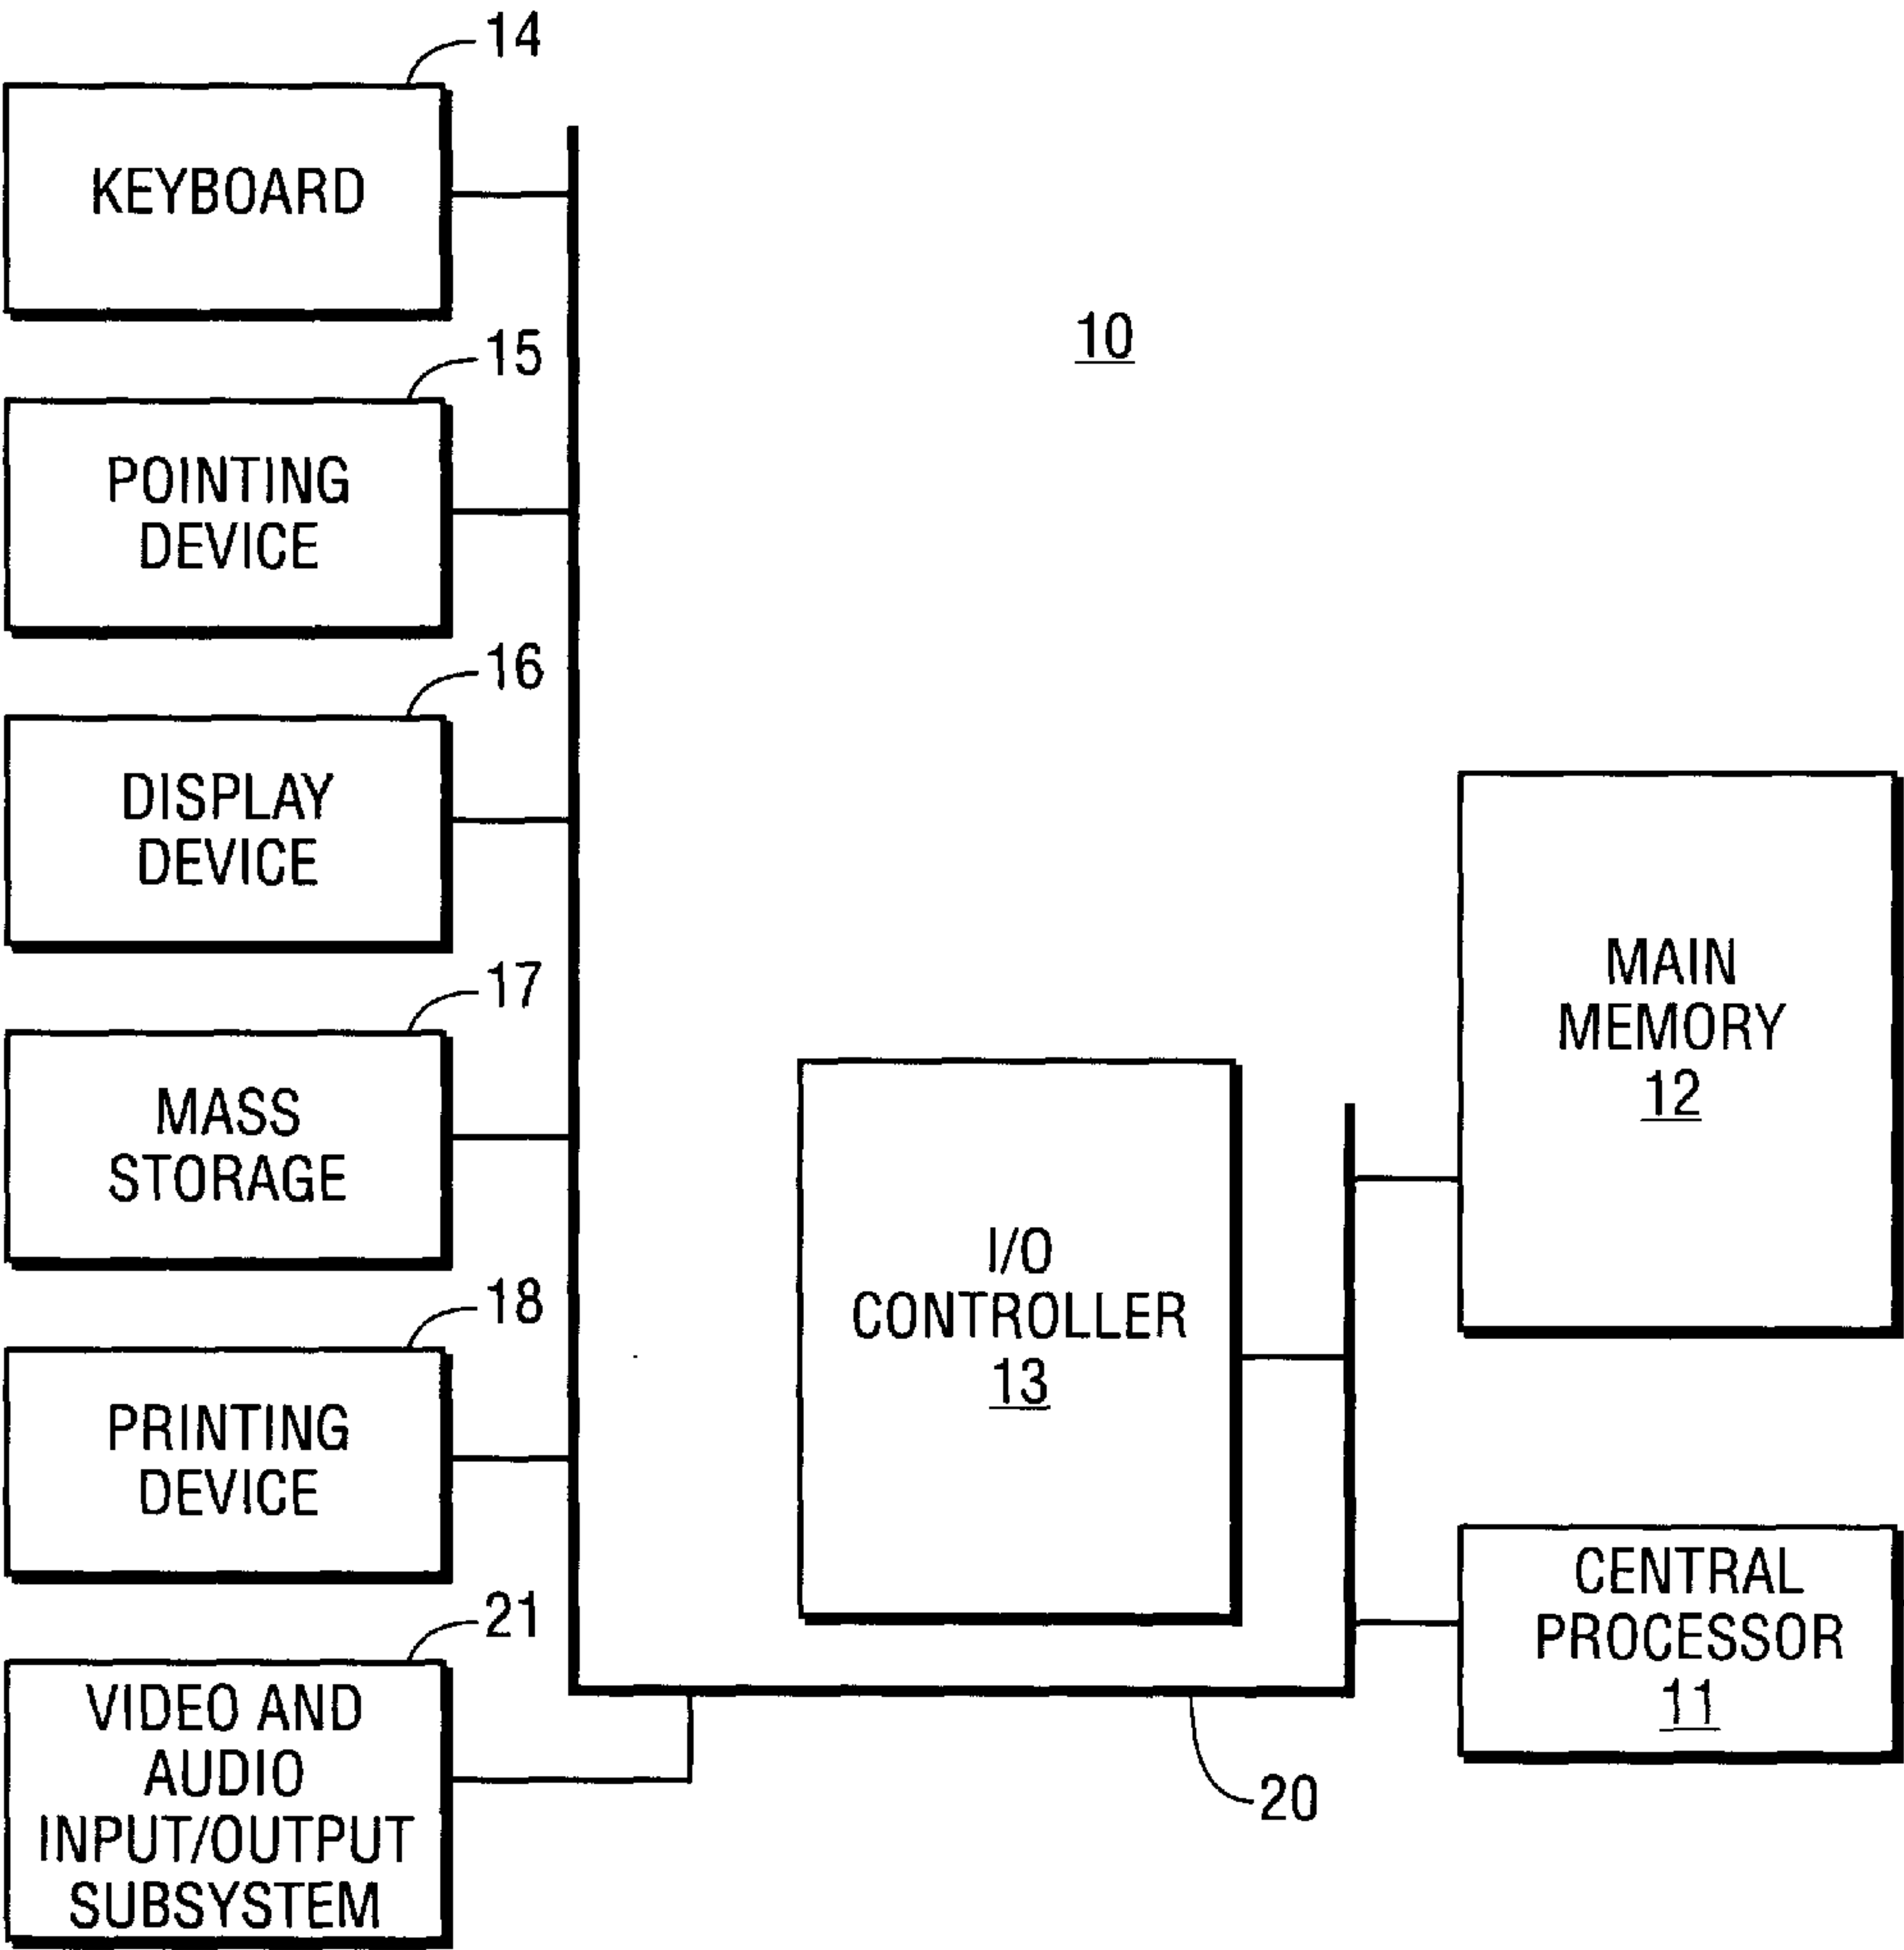 14
KEYBOARD
10
15
POINTING
DEVICE
16
DISPLAY
DEVICE
17
MASS
STORAGE
18
PRINTING
DEVICE
21
VIDEO AND
AUDIO
INPUT/OUTPUT
SUBSYSTEM
I/O
CONTROLLER
13
MAIN
MEMORY
12
CENTRAL
PROCESSOR
11
20